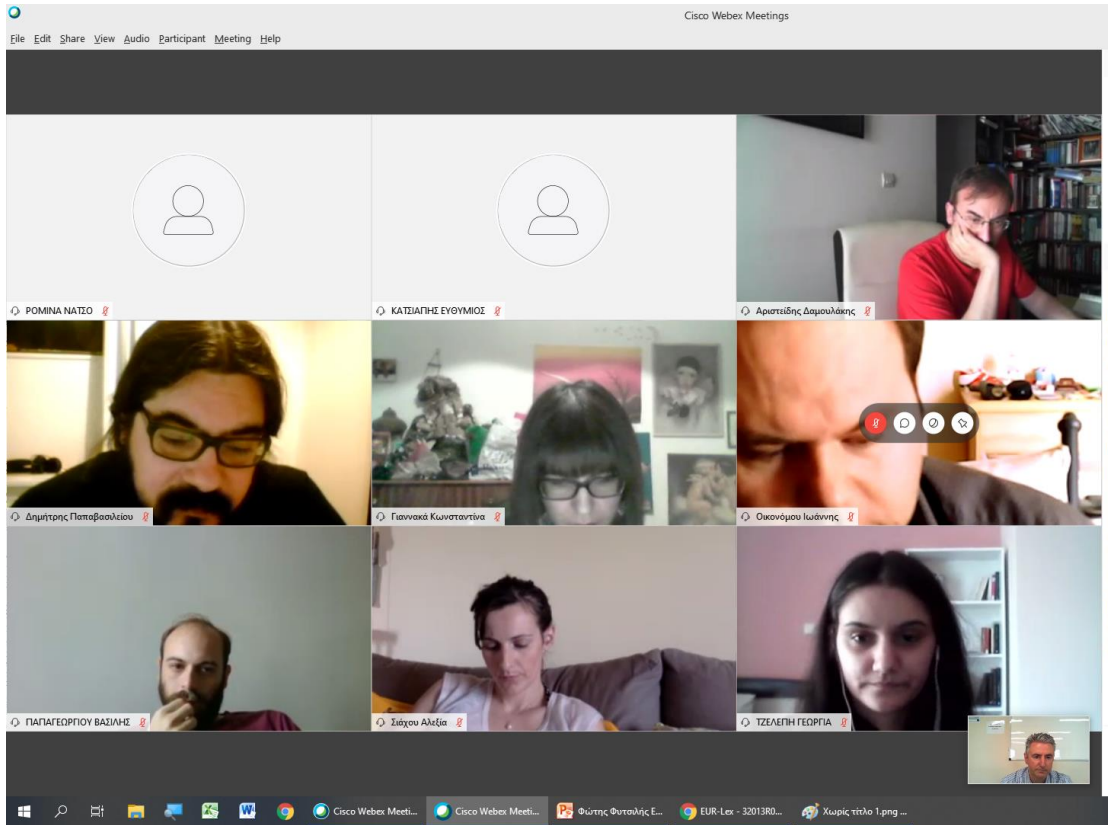 Cisco Webex Meetings
File Edit Share View Audio Participant Meeting Help
ΡΟΜΙΝΑ ΝΑΤΣΟ
ΚΑΤΣΙΑΠΗΣ ΕΥΘΥΜΙΟΣ
Αριστείδης Δαμουλάκης
Δημήτρης Παπαβασιλείου
Γιαννακά Κωνσταντίνα
Οικονόμου Ιωάννης
ΠΑΠΑΓΕΩΡΓΙΟΥ ΒΑΣΙΛΗΣ
Σιάχου Αλεξία
ΤΖΕΛΕΠΗ ΓΕΩΡΓΙΑ
Cisco Webex Meeti...
Cisco Webex Meeti...
Φώτης Φυτσιλής Ε...
EUR-Lex - 32013R0...
Χωρίς τίτλο 1.png ...